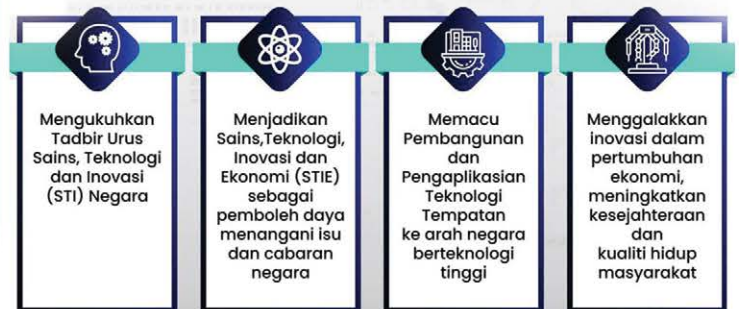 Mengukuhkan
Tadbir Urus
Sains, Teknologi
dan Inovasi
(STI) Negara
Menjadikan
Sains,Teknologi,
Inovasi dan
Ekonomi (STIE)
sebagai
pemboleh daya
menangani isu
dan cabaran
negara
Memacu
Pembangunan
dan
Pengaplikasian
Teknologi
Tempatan
ke arah negara
berteknologi
tinggi
Menggalakkan
inovasi dalam
pertumbuhan
ekonomi,
meningkatkan
kesejahteraan
dan
kualiti hidup
masyarakat